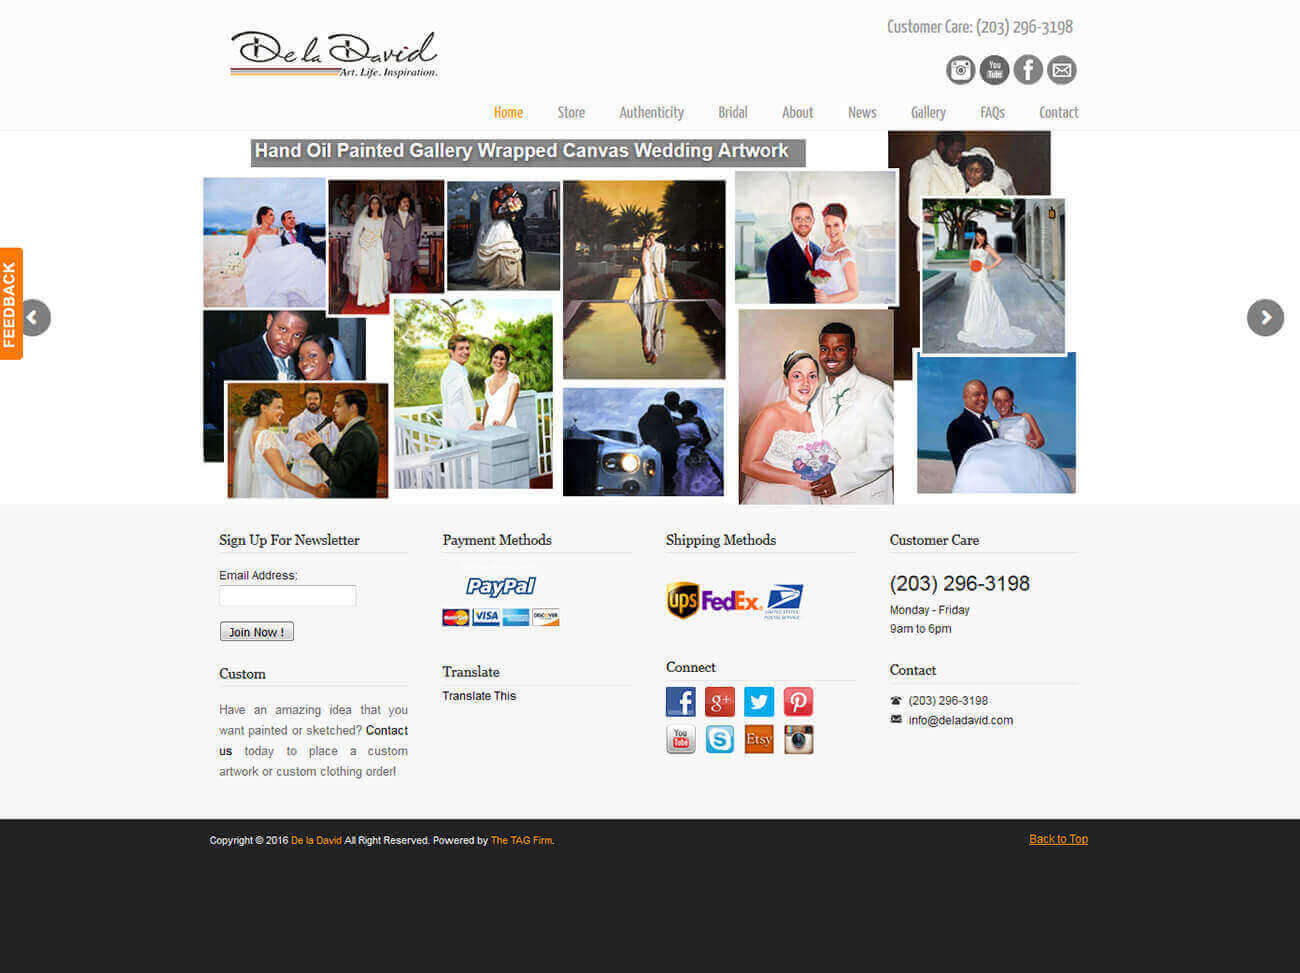 De la David
Art. Life. Inspiration.
Customer Care: (203) 296-3198
You
Tube
Home Store Authenticity Bridal About News Gallery FAQs Contact
Hand Oil Painted Gallery Wrapped Canvas Wedding Artwork
FEEDBACK
Sign Up For Newsletter
Email Address:
Join Now !
Custom
Have an amazing idea that you
want painted or sketched? Contact
us today to place a custom
artwork or custom clothing order!
Payment Methods
PayPal
MasterCard VISA DISCOVER
Translate
Translate This
Shipping Methods
ups FedEx.
UNITED STATES
POSTAL SERVICE
Connect
f g+
You
Tube
S Etsy
Customer Care
(203) 296-3198
Monday - Friday
9am to 6pm
Contact
(203) 296-3198
info@deladavid.com
Copyright © 2016 De la David All Right Reserved. Powered by The TAG Firm.
Back to Top